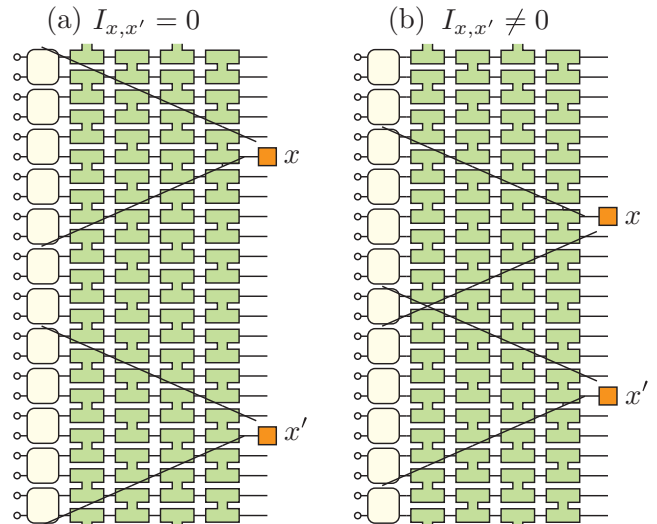 (a) I_{x,x′} = 0
(b) I_{x,x′} ≠ 0
x
x
x′
x′